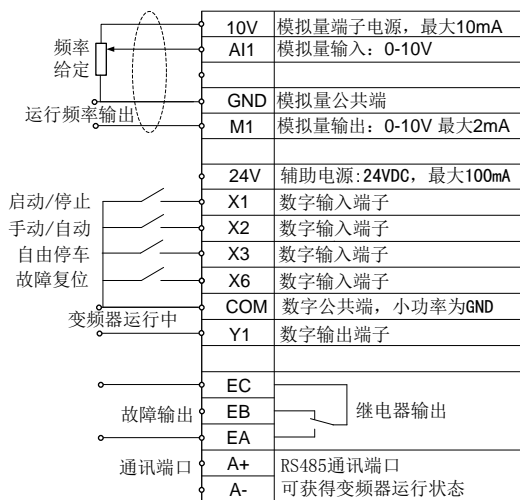 10V 模拟量端子电源，最大10mA
频率
给定
AI1 模拟量输入：0-10V
GND 模拟量公共端
运行频率输出
M1 模拟量输出：0-10V 最大2mA
24V 辅助电源:24VDC，最大100mA
启动/停止 X1 数字输入端子
手动/自动 X2 数字输入端子
自由停车 X3 数字输入端子
故障复位 X6 数字输入端子
COM 数字公共端，小功率为GND
变频器运行中
Y1 数字输出端子
EC
故障输出 EB 继电器输出
EA
通讯端口 A+ RS485通讯端口
A- 可获得变频器运行状态